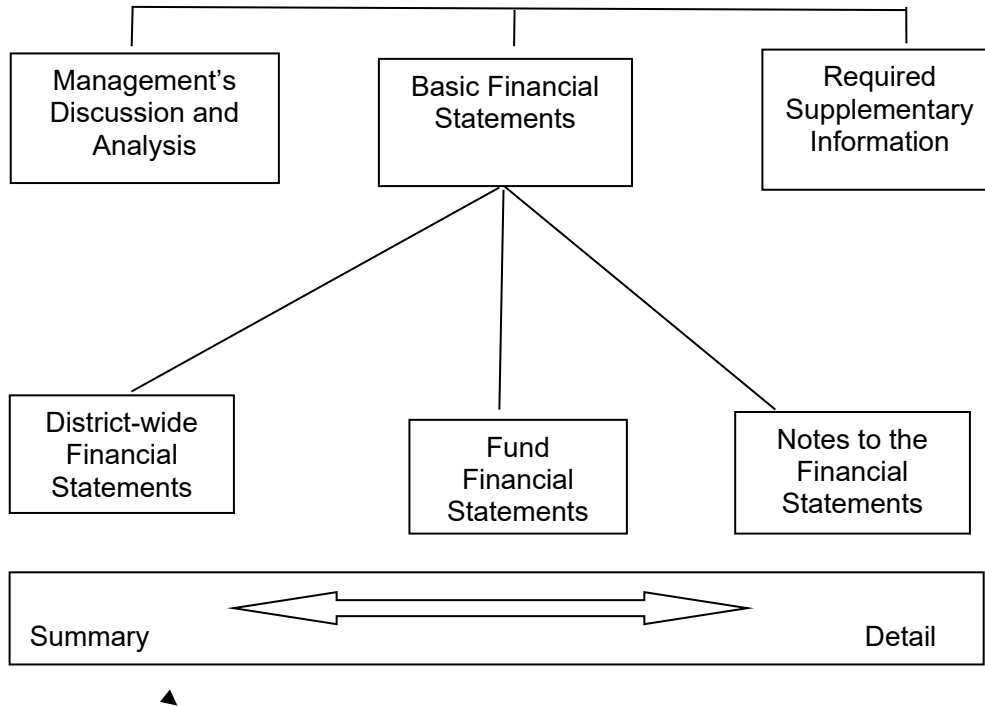 Management’s
Discussion and
Analysis
Basic Financial
Statements
Required
Supplementary
Information
District-wide
Financial
Statements
Fund
Financial
Statements
Notes to the
Financial
Statements
Summary
Detail